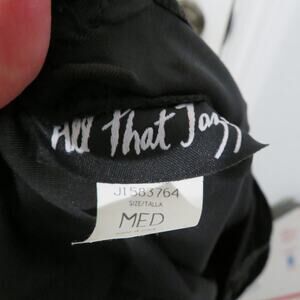 All That Jazz
J1583764
SIZE/TALLA
MED